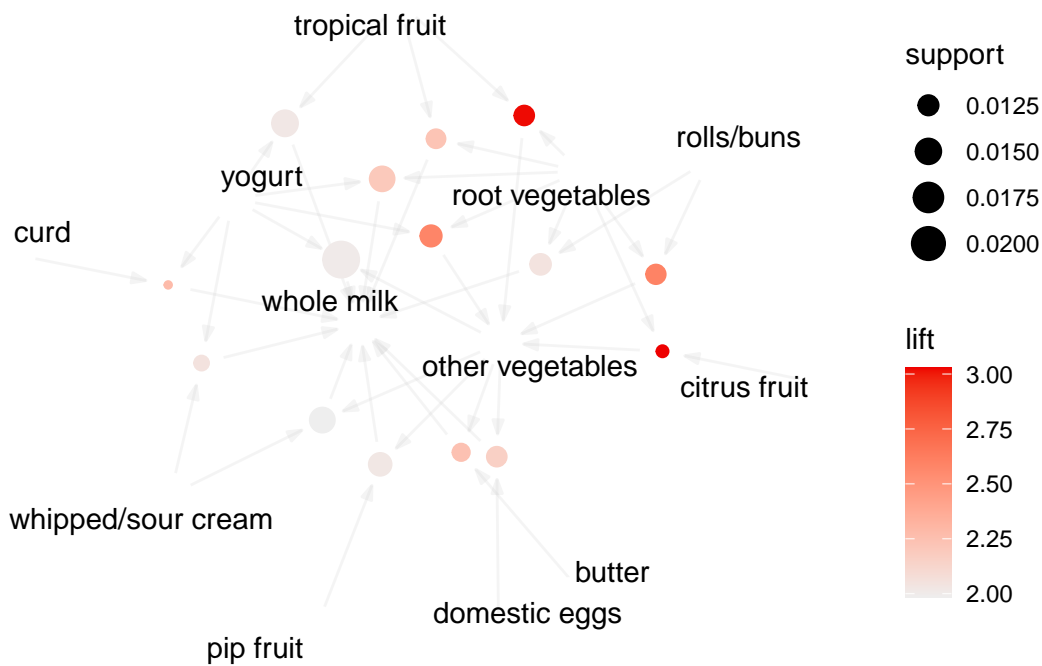 tropical fruit
rolls/buns
yogurt
root vegetables
curd
whole milk
other vegetables
citrus fruit
whipped/sour cream
butter
domestic eggs
pip fruit
support
0.0125
0.0150
0.0175
0.0200
lift
3.00
2.75
2.50
2.25
2.00